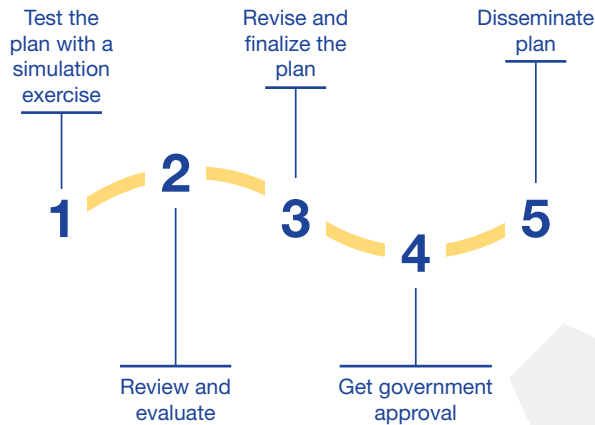 Test the
plan with a
simulation
exercise
1
2
Review and
evaluate
Revise and
finalize the
plan
3
4
Get government
approval
Disseminate
plan
5